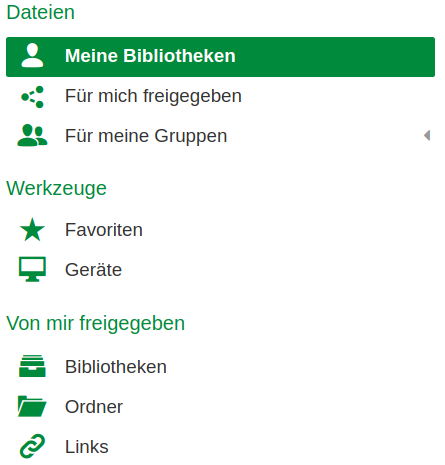 Dateien
Meine Bibliotheken
Für mich freigegeben
Für meine Gruppen
Werkzeuge
Favoriten
Geräte
Von mir freigegeben
Bibliotheken
Ordner
Links